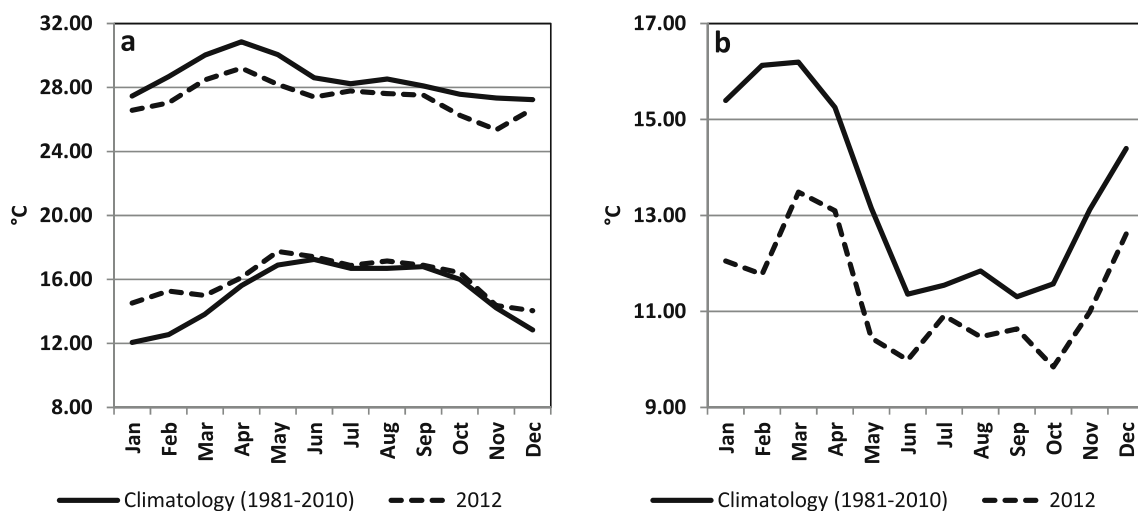 a
32.00
28.00
24.00
20.00
16.00
12.00
8.00
°C
Jan Feb Mar Apr May Jun Jul Aug Sep Oct Nov Dec
Climatology (1981-2010) 2012
b
17.00
15.00
13.00
11.00
9.00
°C
Jan Feb Mar Apr May Jun Jul Aug Sep Oct Nov Dec
Climatology (1981-2010) 2012